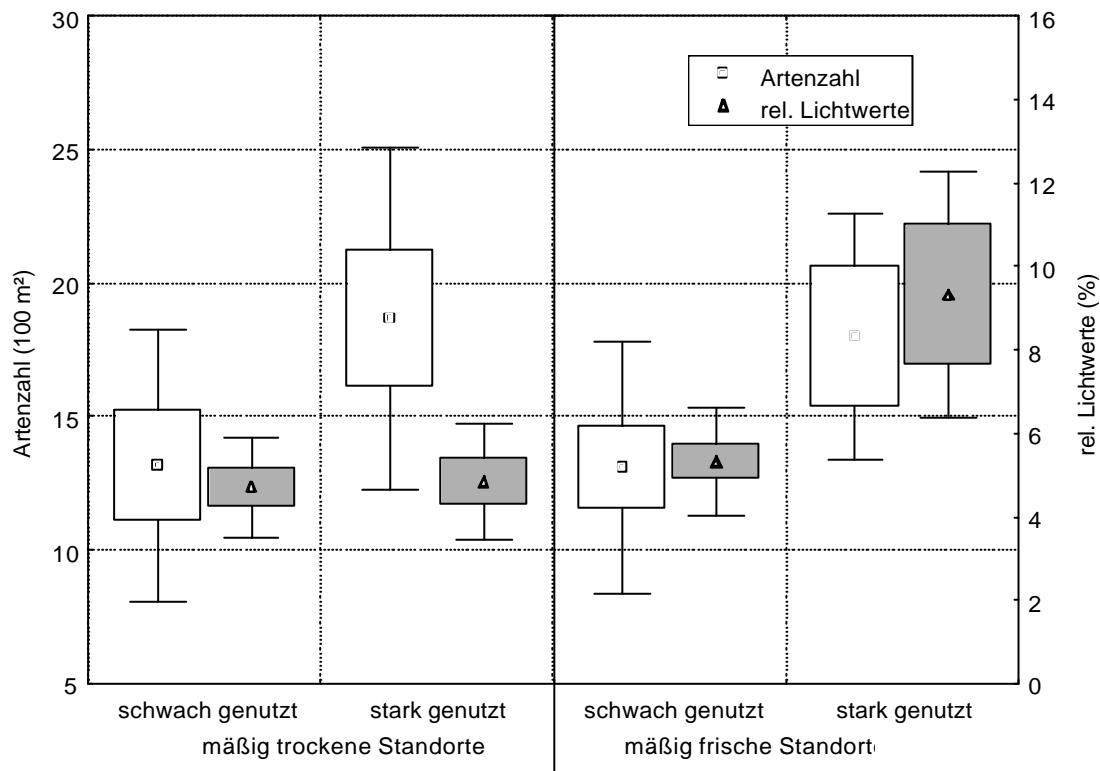 30
25
20
15
10
5
Artenzahl (100 m²)
Artenzahl
rel. Lichtwerte
16
14
12
10
8
6
4
2
0
rel. Lichtwerte (%)
schwach genutzt
stark genutzt
schwach genutzt
stark genutzt
mäßig trockene Standorte
mäßig frische Standort